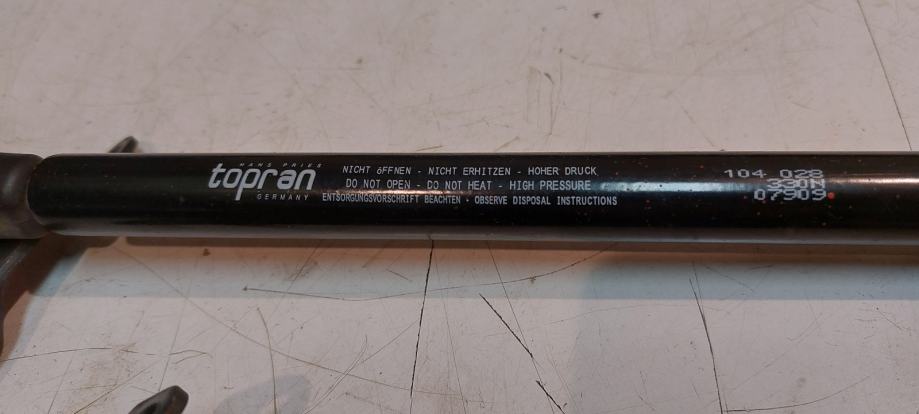 HANS PRIES
topran
GERMANY
NICHT öFFNEN - NICHT ERHITZEN - HOHER DRUCK
DO NOT OPEN - DO NOT HEAT - HIGH PRESSURE
ENTSORGUNGSVORSCHRIFT BEACHTEN - OBSERVE DISPOSAL INSTRUCTIONS
104 028
330N
07909